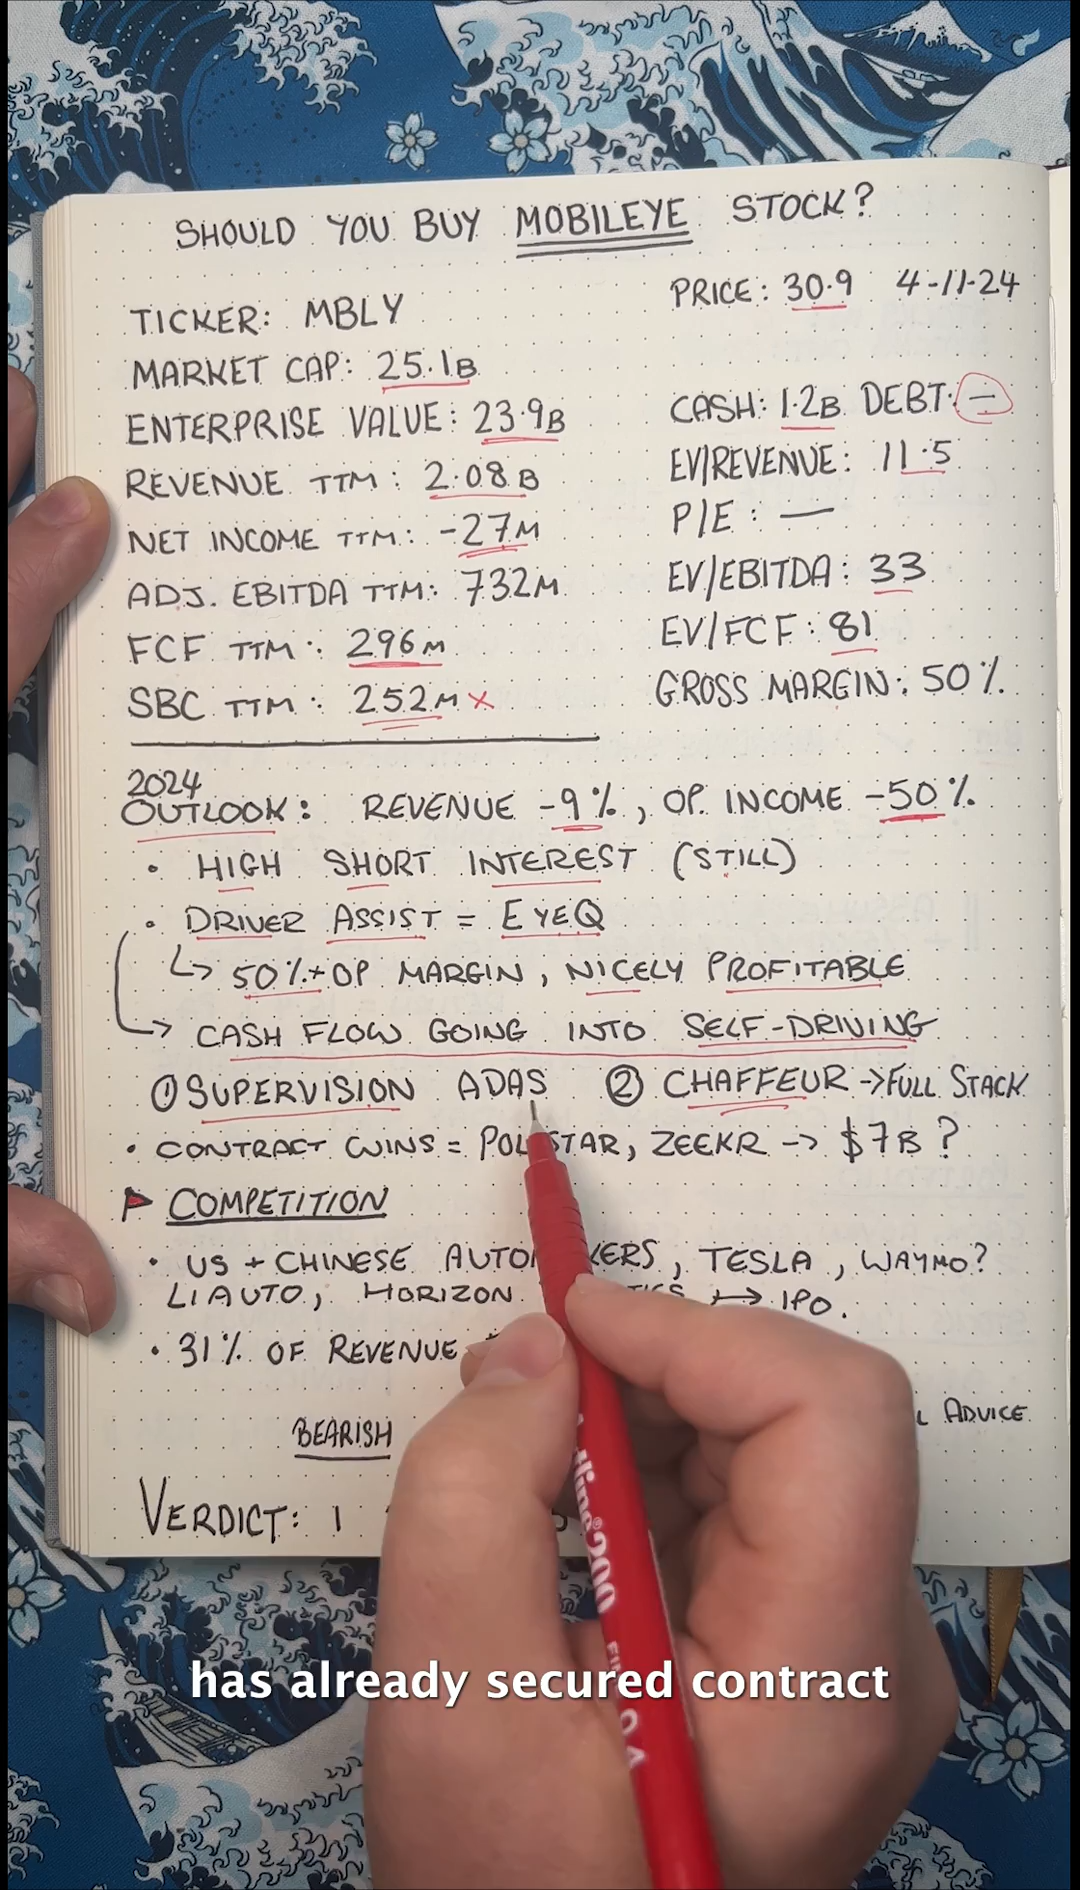 SHOULD YOU BUY MOBILEYE STOCK?
PRICE: 30.9 4-11-24
TICKER: MBLY
MARKET CAP: 25.1B
CASH: 1.2B DEBT: —
ENTERPRISE VALUE: 23.9B
EV/REVENUE: 11.5
REVENUE TTM: 2.08B
P/E: —
NET INCOME TTM: -27M
EV/EBITDA: 33
ADJ. EBITDA TTM: 732M
EV/FCF: 81
FCF TTM: 296M
GROSS MARGIN: 50%
SBC TTM: 252M x
2024
OUTLOOK: REVENUE -9%, OP. INCOME -50%
• HIGH SHORT INTEREST (STILL)
• DRIVER ASSIST = EYEQ
↳ 50%+ OP MARGIN, NICELY PROFITABLE
→ CASH FLOW GOING INTO SELF-DRIVING
① SUPERVISION ADAS ② CHAFFEUR → FULL STACK
• CONTRACT WINS = POLESTAR, ZEEKR → $7B?
COMPETITION
• US + CHINESE AUTOMAKERS, TESLA, WAYMO?
LI AUTO, HORIZON → IPO.
• 31% OF REVENUE
ADVICE
BEARISH
VERDICT: 1
Artline 200
has already secured contract